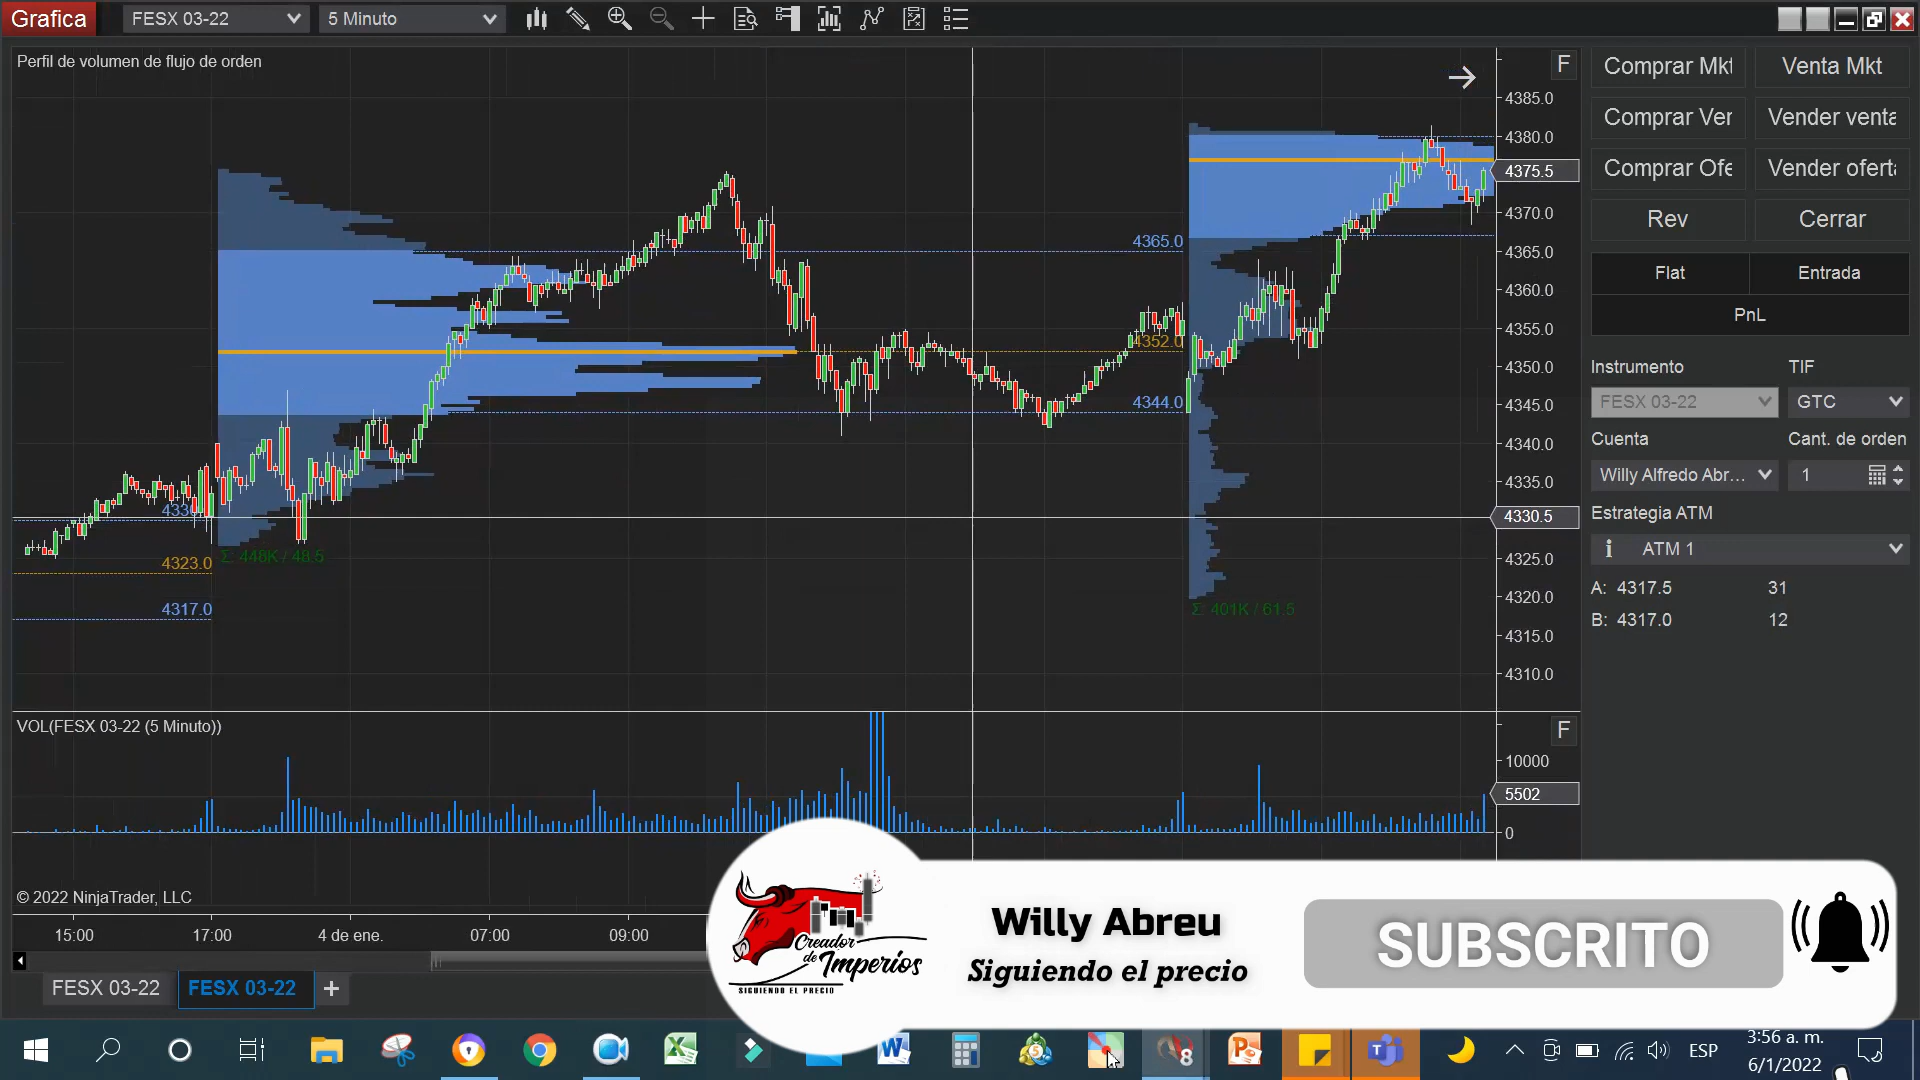 Grafica
FESX 03-22
5 Minuto
Perfil de volumen de flujo de orden
F
4385.0
4380.0
4375.5
4370.0
4365.0
4360.0
4355.0
4350.0
4345.0
4340.0
4335.0
4330.5
4325.0
4320.0
4315.0
4310.0
4365.0
4352.0
4344.0
4330
4323.0
4317.0
Σ: 448K / 48.5
Σ: 401K / 61.5
Comprar Mkt
Venta Mkt
Comprar Ver
Vender venta
Comprar Ofe
Vender oferta
Rev
Cerrar
Flat
Entrada
PnL
Instrumento
TIF
FESX 03-22
GTC
Cuenta
Cant. de orden
Willy Alfredo Abr...
1
Estrategia ATM
ATM 1
A: 4317.5 31
B: 4317.0 12
VOL(FESX 03-22 (5 Minuto))
F
10000
5502
0
© 2022 NinjaTrader, LLC
15:00
17:00
4 de ene.
07:00
09:00
FESX 03-22
FESX 03-22
+
Creador
de
Imperios
SIGUIENDO EL PRECIO
Willy Abreu
Siguiendo el precio
SUBSCRITO
ESP
3:56 a. m.
6/1/2022